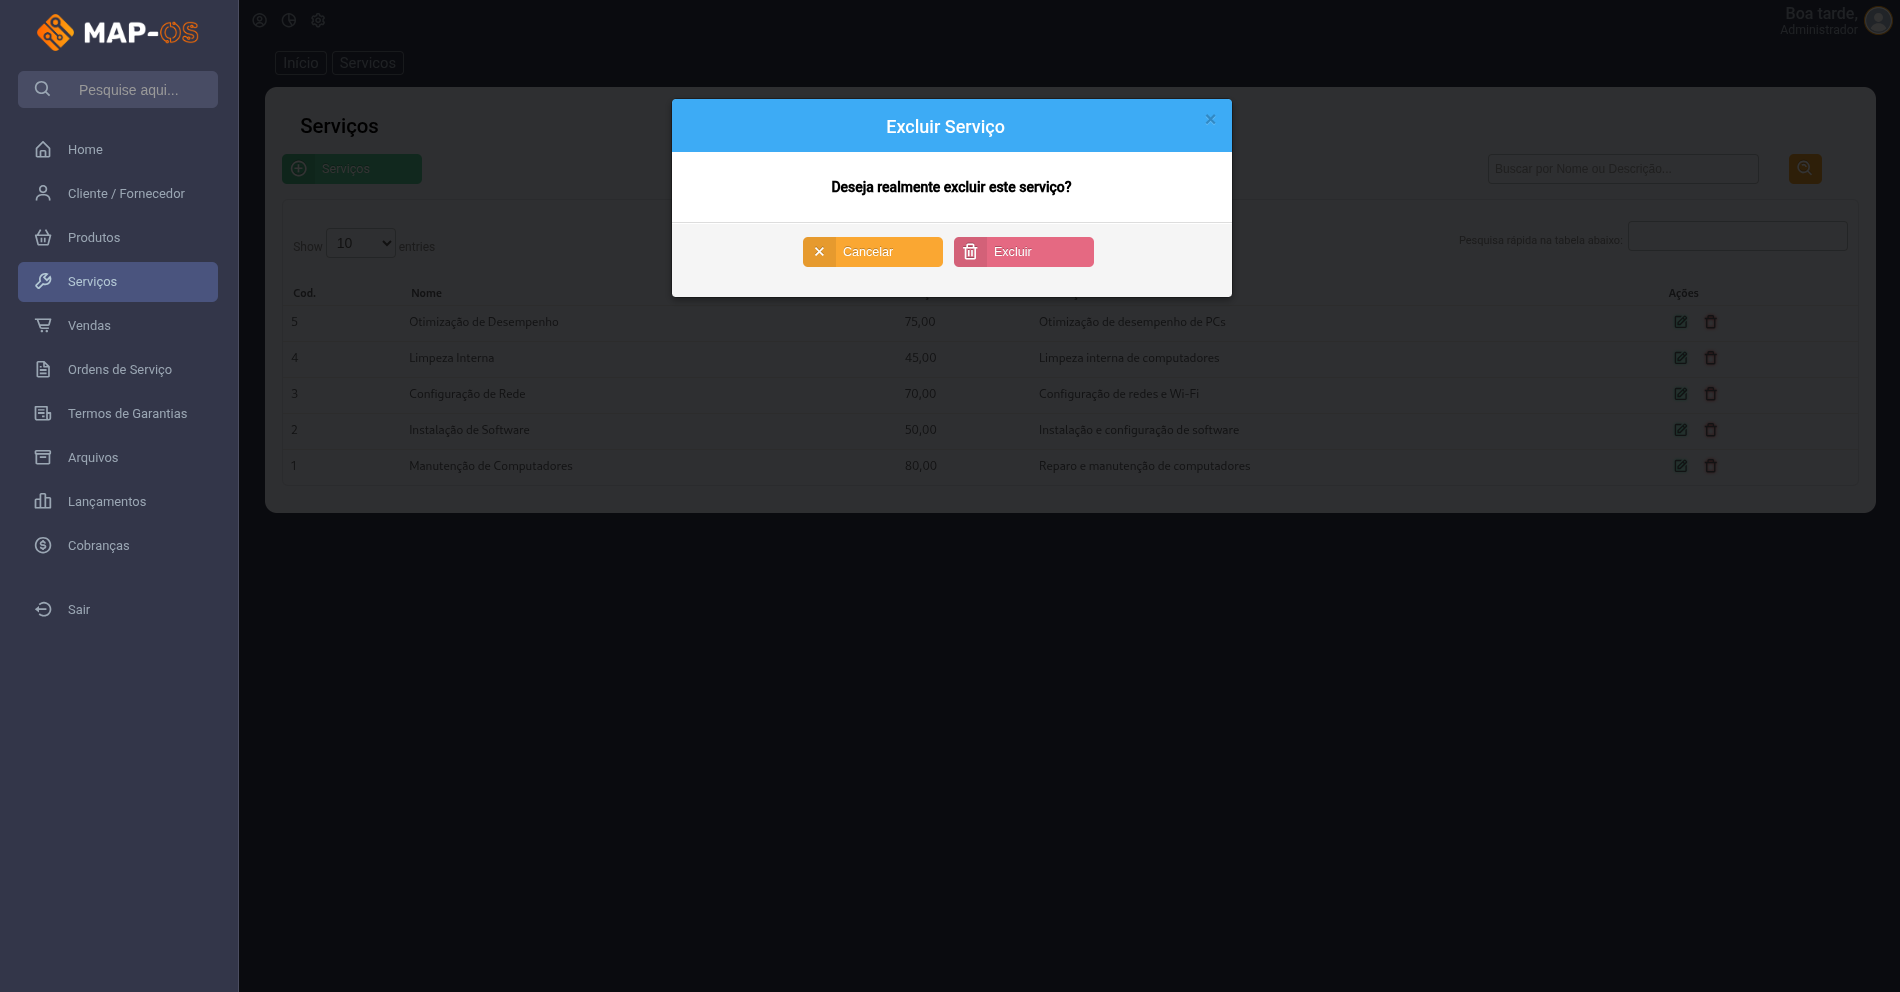 MAP-OS
Pesquise aqui...
Home
Cliente / Fornecedor
Produtos
Serviços
Vendas
Ordens de Serviço
Termos de Garantias
Arquivos
Lançamentos
Cobranças
Sair
Boa tarde,
Administrador
Início Servicos
Serviços
Serviços
Buscar por Nome ou Descrição...
Show 10 entries
Pesquisa rápida na tabela abaixo:
Excluir Serviço ×
Deseja realmente excluir este serviço?
Cancelar Excluir
Cod. Nome Ações
5 Otimização de Desempenho 75,00 Otimização de desempenho de PCs
4 Limpeza Interna 45,00 Limpeza interna de computadores
3 Configuração de Rede 70,00 Configuração de redes e Wi-Fi
2 Instalação de Software 50,00 Instalação e configuração de software
1 Manutenção de Computadores 80,00 Reparo e manutenção de computadores